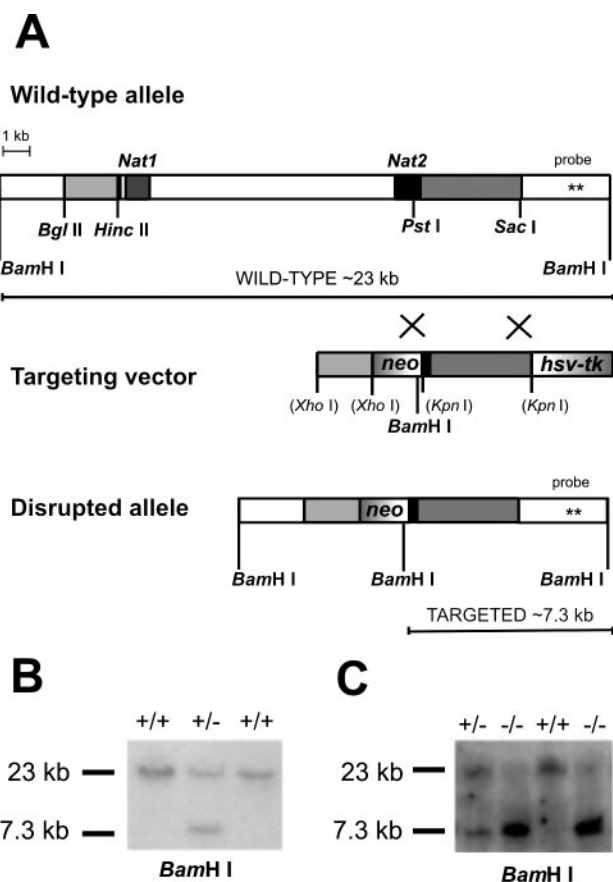 A
Wild-type allele
1 kb
Nat1 Nat2 probe
**
Bgl II Hinc II Pst I Sac I
BamH I BamH I
WILD-TYPE ~23 kb
Targeting vector
neo hsv-tk
(Xho I) (Xho I) (Kpn I) (Kpn I)
BamH I
Disrupted allele
probe
neo **
BamH I BamH I BamH I
TARGETED ~7.3 kb
B
+/+ +/- +/+
23 kb
7.3 kb
BamH I
C
+/- -/- +/+ -/-
23 kb
7.3 kb
BamH I